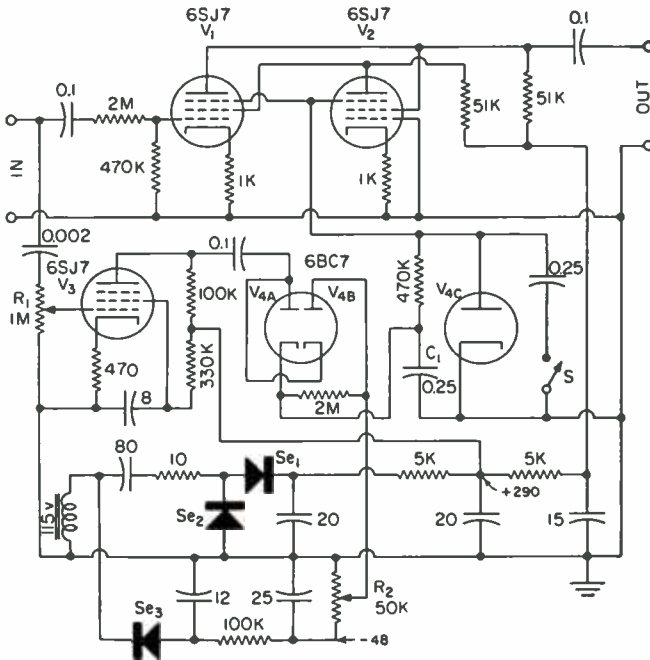 6SJ7
V₁
6SJ7
V₂
0.1
0.1
2M
51K
51K
OUT
IN
470K
1K
1K
0.002
6SJ7
V₃
0.1
6BC7
R₁
1M
100K
V4A
V4B
470K
V4C
0.25
470
330K
C₁
0.25
S
8
2M
80
10
Se₁
5K
5K
115v
Se₂
+290
20
20
15
12
25
R₂
50K
Se₃
100K
-48